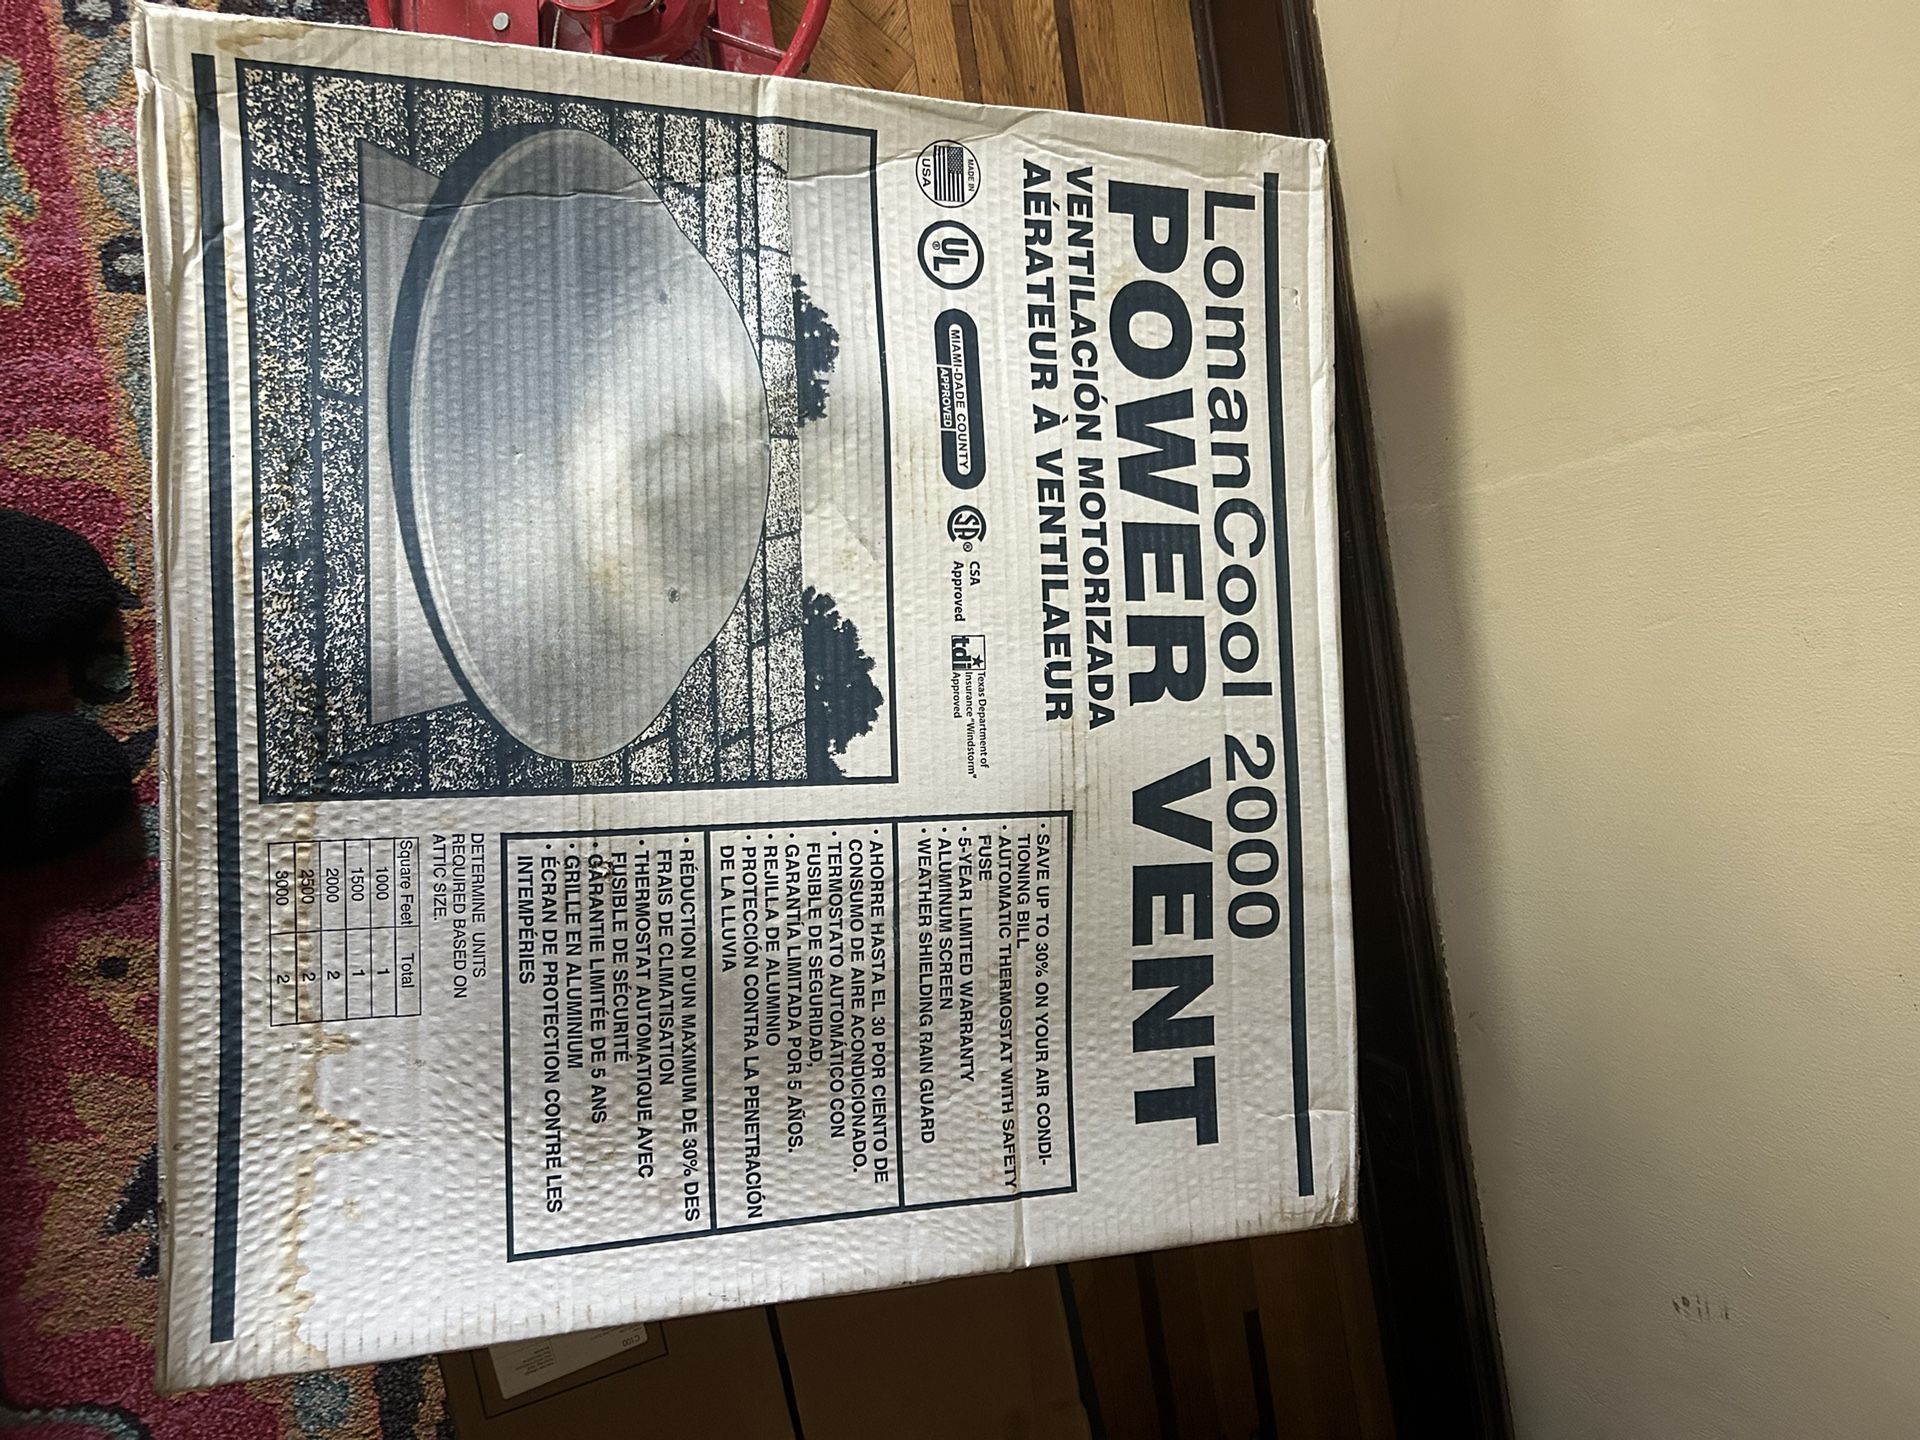 LomanCool 2000
POWER VENT
VENTILACIÓN MOTORIZADA
AÉRATEUR À VENTILAEUR
MADE IN
USA
UL
MIAMI-DADE COUNTY
APPROVED
CSA
Approved
tdi
Texas Department of
Insurance "Windstorm"
Approved
• SAVE UP TO 30% ON YOUR AIR CONDI-
TIONING BILL
• AUTOMATIC THERMOSTAT WITH SAFETY
FUSE
• 5-YEAR LIMITED WARRANTY
• ALUMINUM SCREEN
• WEATHER SHIELDING RAIN GUARD
• AHORRE HASTA EL 30 POR CIENTO DE
CONSUMO DE AIRE ACONDICIONADO.
• TERMOSTATO AUTOMÁTICO CON
FUSIBLE DE SEGURIDAD,
• GARANTÍA LIMITADA POR 5 AÑOS.
• REJILLA DE ALUMINIO
• PROTECCIÓN CONTRA LA PENETRACIÓN
DE LA LLUVIA
• RÉDUCTION D'UN MAXIMUM DE 30% DES
FRAIS DE CLIMATISATION
• THERMOSTAT AUTOMATIQUE AVEC
FUSIBLE DE SÉCURITÉ
• GARANTIE LIMITÉE DE 5 ANS
• GRILLE EN ALUMINIUM
• ÉCRAN DE PROTECTION CONTRE LES
INTEMPÉRIES
DETERMINE UNITS
REQUIRED BASED ON
ATTIC SIZE.
Square Feet Total
1000 1
1500 1
2000 2
2500 2
3000 2
C100